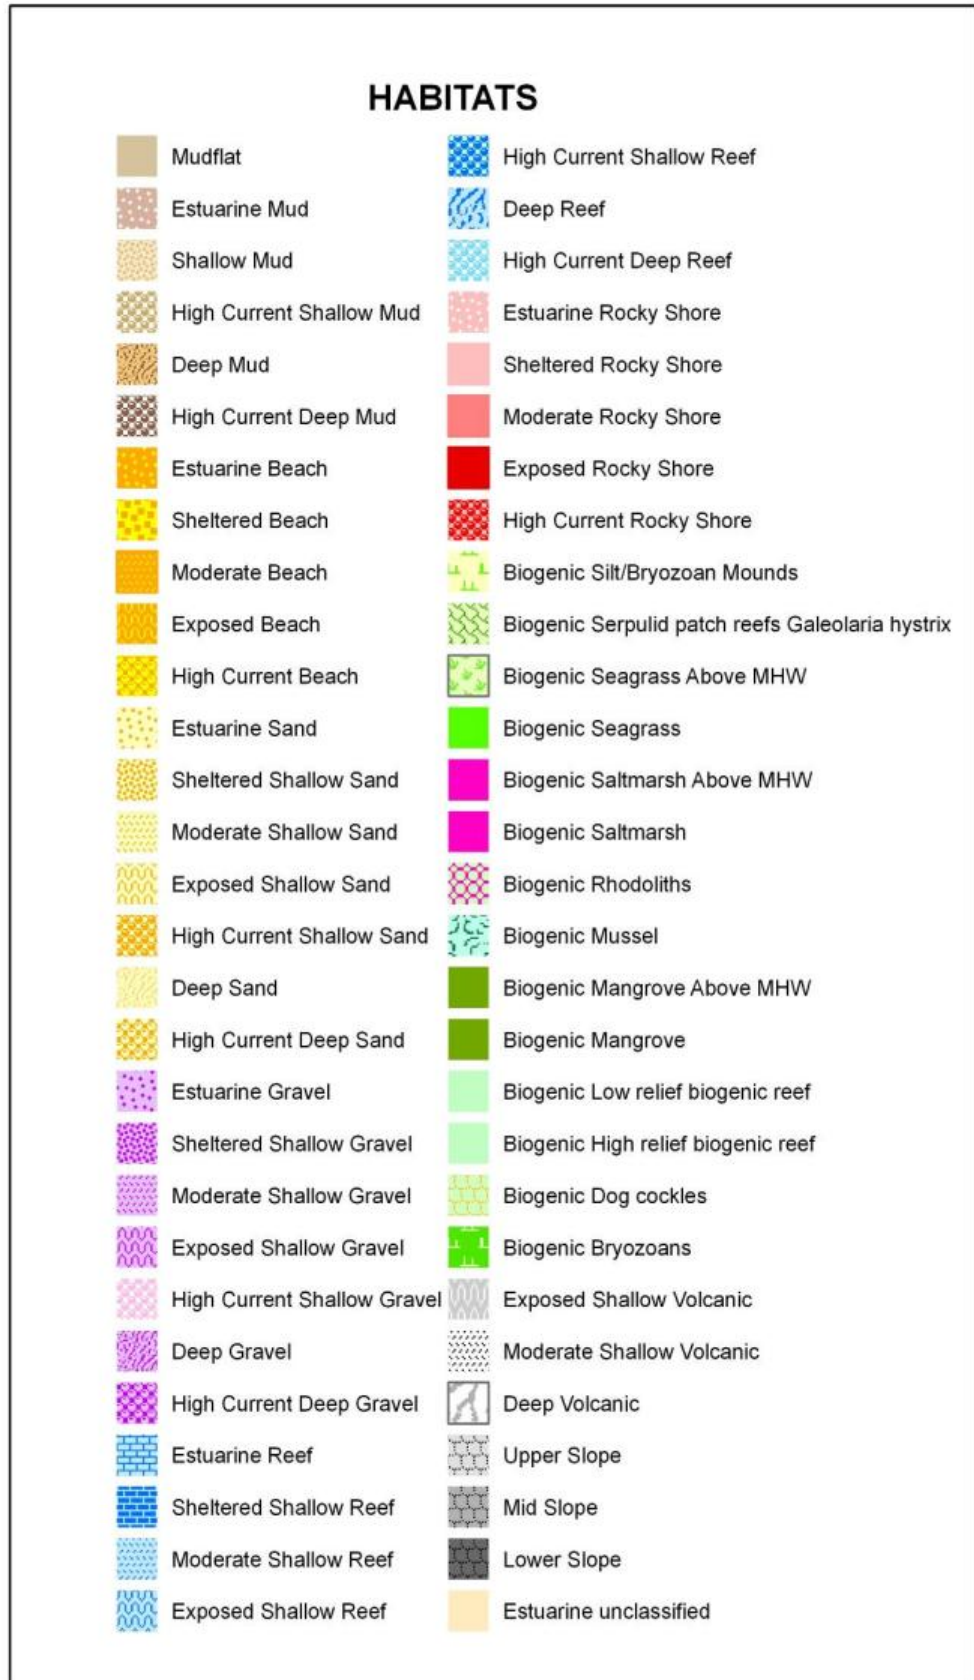 HABITATS
Mudflat
Estuarine Mud
Shallow Mud
High Current Shallow Mud
Deep Mud
High Current Deep Mud
Estuarine Beach
Sheltered Beach
Moderate Beach
Exposed Beach
High Current Beach
Estuarine Sand
Sheltered Shallow Sand
Moderate Shallow Sand
Exposed Shallow Sand
High Current Shallow Sand
Deep Sand
High Current Deep Sand
Estuarine Gravel
Sheltered Shallow Gravel
Moderate Shallow Gravel
Exposed Shallow Gravel
High Current Shallow Gravel
Deep Gravel
High Current Deep Gravel
Estuarine Reef
Sheltered Shallow Reef
Moderate Shallow Reef
Exposed Shallow Reef
High Current Shallow Reef
Deep Reef
High Current Deep Reef
Estuarine Rocky Shore
Sheltered Rocky Shore
Moderate Rocky Shore
Exposed Rocky Shore
High Current Rocky Shore
Biogenic Silt/Bryozoan Mounds
Biogenic Serpulid patch reefs Galeolaria hystrix
Biogenic Seagrass Above MHW
Biogenic Seagrass
Biogenic Saltmarsh Above MHW
Biogenic Saltmarsh
Biogenic Rhodoliths
Biogenic Mussel
Biogenic Mangrove Above MHW
Biogenic Mangrove
Biogenic Low relief biogenic reef
Biogenic High relief biogenic reef
Biogenic Dog cockles
Biogenic Bryozoans
Exposed Shallow Volcanic
Moderate Shallow Volcanic
Deep Volcanic
Upper Slope
Mid Slope
Lower Slope
Estuarine unclassified